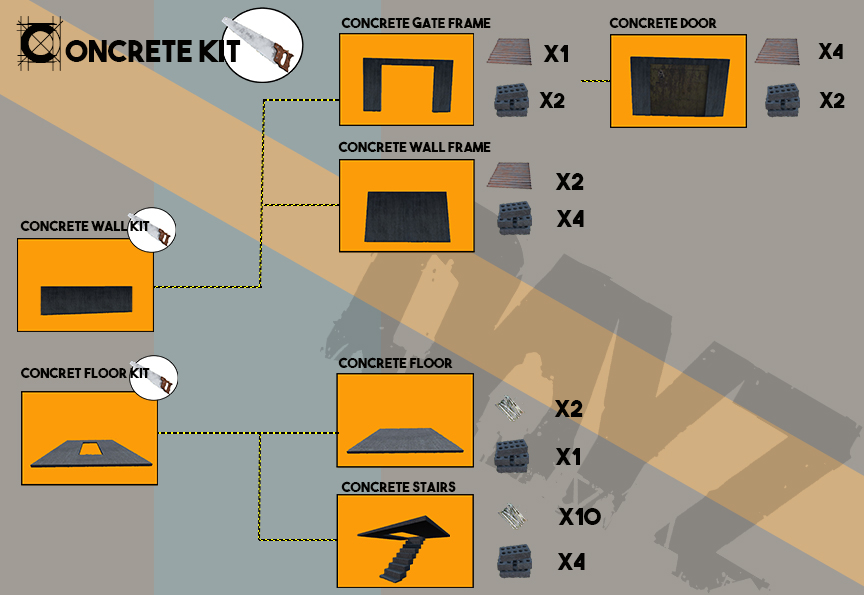 CONCRETE KIT
CONCRETE GATE FRAME
X1
X2
CONCRETE DOOR
X4
X2
CONCRETE WALL FRAME
X2
X4
CONCRETE WALL KIT
CONCRET FLOOR KIT
CONCRETE FLOOR
X2
X1
CONCRETE STAIRS
X10
X4